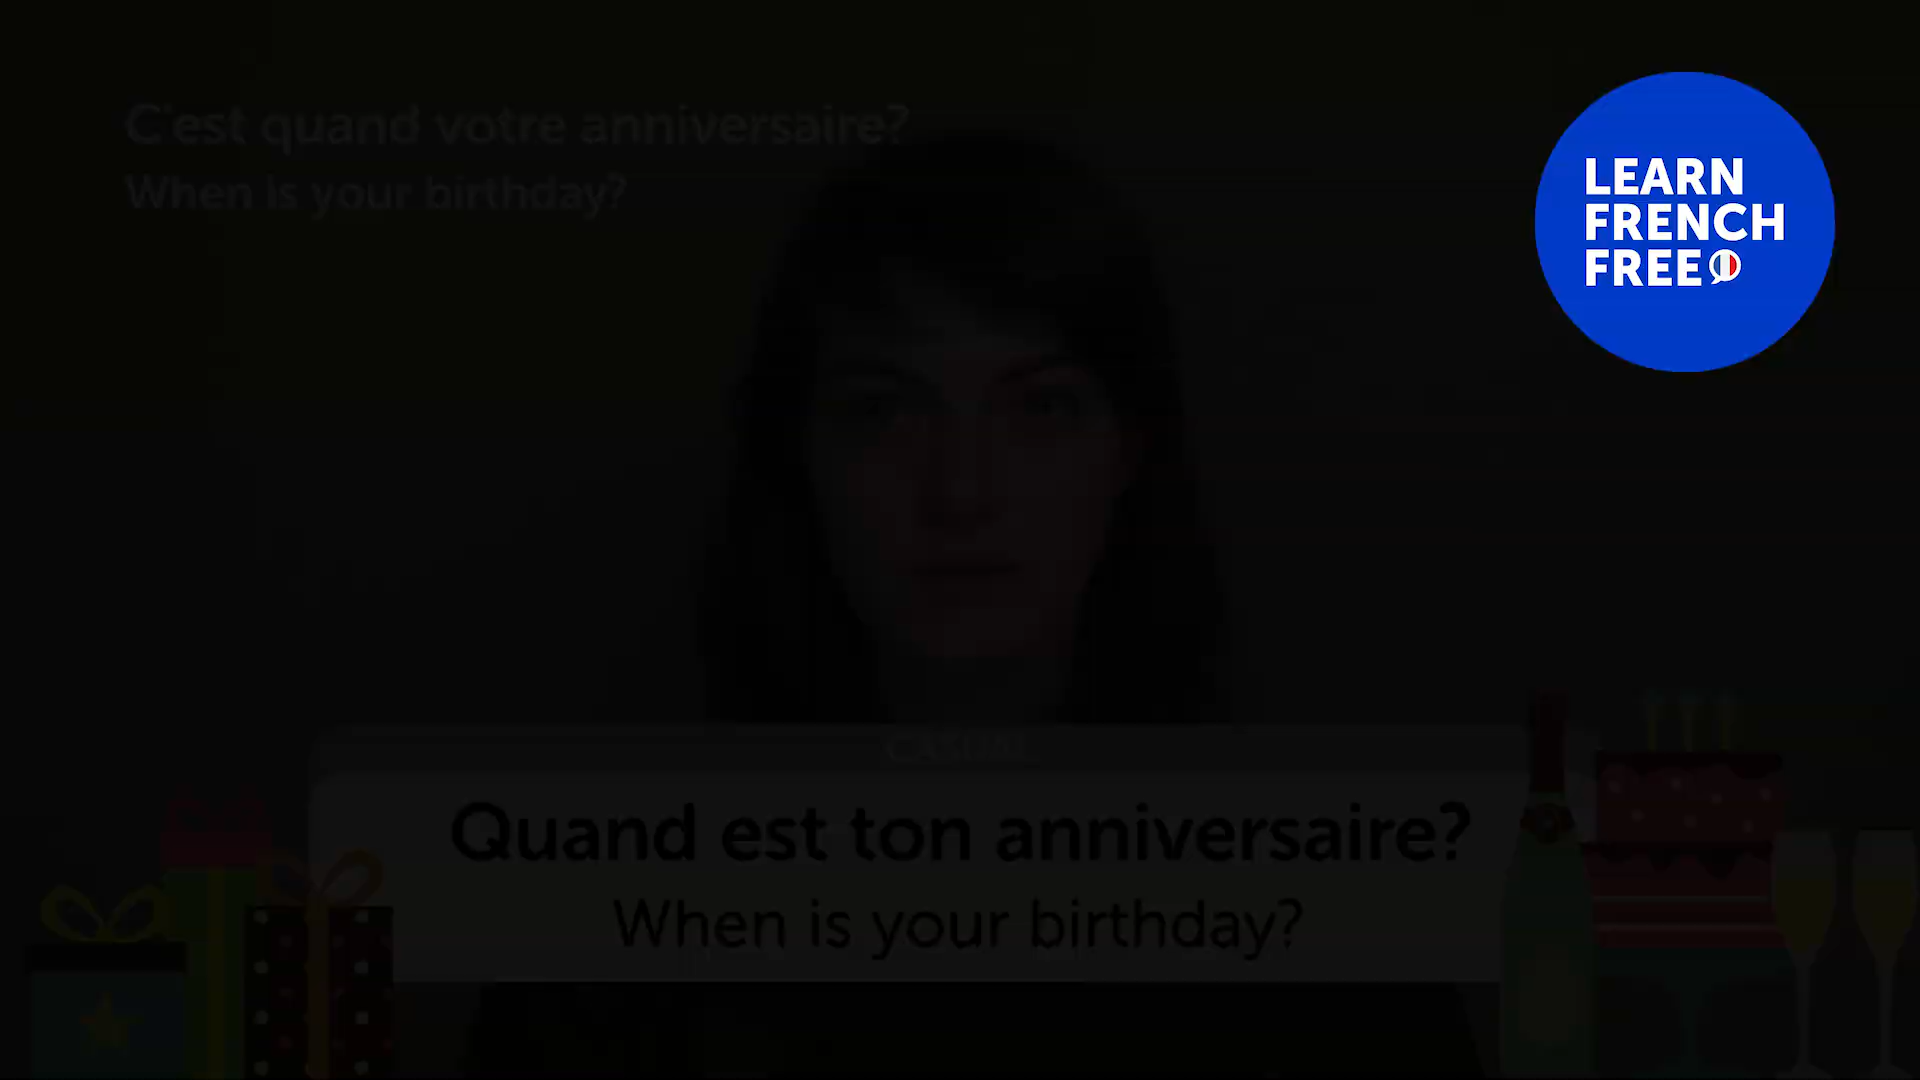 C'est quand votre anniversaire?
When is your birthday?
LEARN
FRENCH
FREE
CASUAL
Quand est ton anniversaire?
When is your birthday?